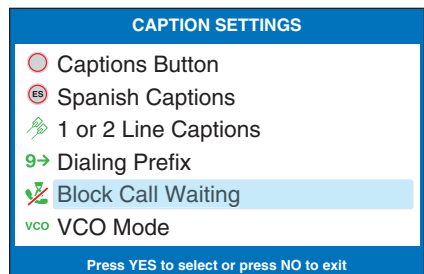 CAPTION SETTINGS
Captions Button
ES Spanish Captions
1 or 2 Line Captions
9→ Dialing Prefix
Block Call Waiting
VCO VCO Mode
Press YES to select or press NO to exit